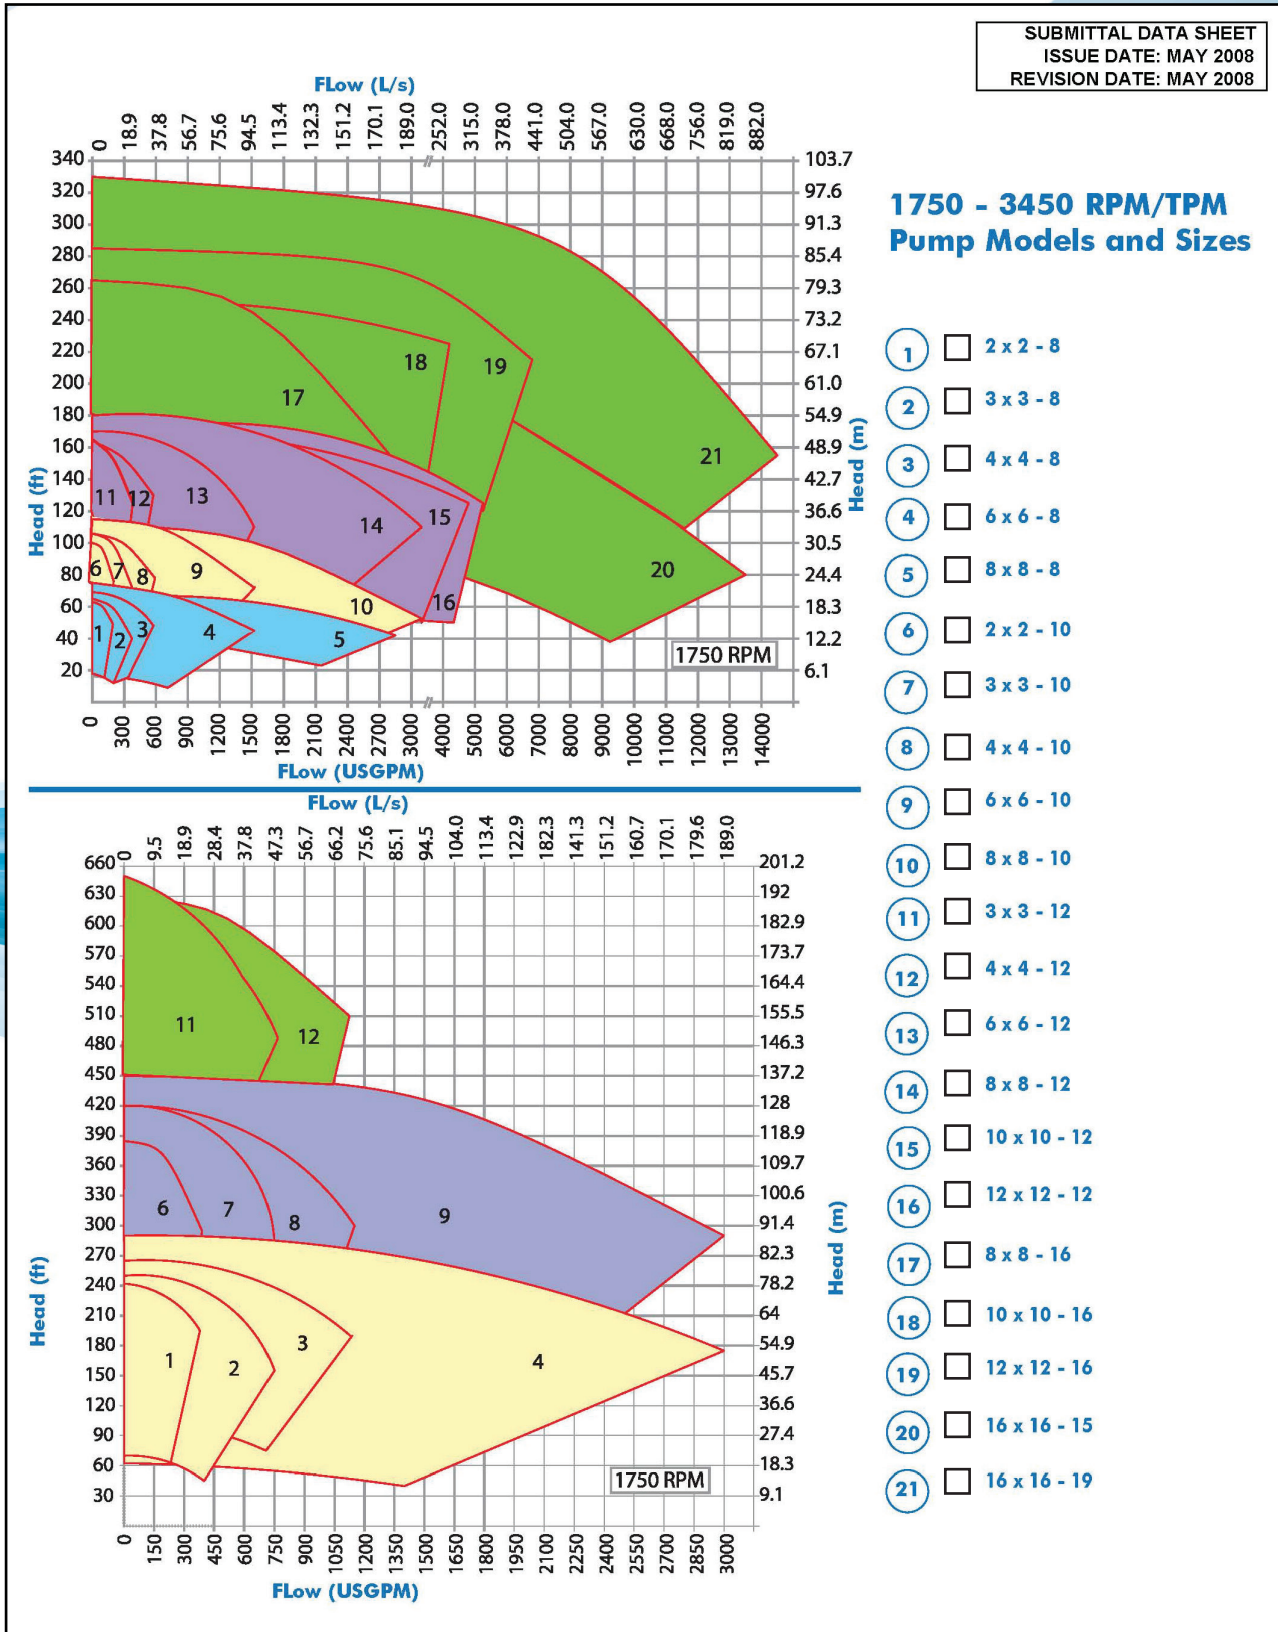 SUBMITTAL DATA SHEET
ISSUE DATE: MAY 2008
REVISION DATE: MAY 2008
FLow (L/s)
0 18.9 37.8 56.7 75.6 94.5 113.4 132.3 151.2 170.1 189.0 252.0 315.0 378.0 441.0 504.0 567.0 630.0 668.0 756.0 819.0 882.0
340 103.7
320 97.6
300 91.3
280 85.4
260 79.3
240 73.2
220 67.1
200 61.0
180 54.9
160 48.9
140 42.7
120 36.6
100 30.5
80 24.4
60 18.3
40 12.2
20 6.1
Head (ft)
Head (m)
18 19
17
21
11 12 13
14 15
6 7 8 9
20
10 16
1 2 3 4 5
1750 RPM
0 300 600 900 1200 1500 1800 2100 2400 3000 4000 5000 6000 7000 8000 9000 10000 11000 12000 13000 14000
FLow (USGPM)
FLow (L/s)
0 9.5 18.9 28.4 37.8 47.3 56.7 66.2 75.6 85.1 94.5 104.0 113.4 122.9 182.3 141.3 151.2 160.7 170.1 179.6 189.0
660 201.2
630 192
600 182.9
570 173.7
540 164.4
510 155.5
480 146.3
450 137.2
420 128
390 118.9
360 109.7
330 100.6
300 91.4
270 82.3
240 78.2
210 64
180 54.9
150 45.7
120 36.6
90 27.4
60 18.3
30 9.1
Head (ft)
Head (m)
11 12
6 7 8 9
1 2 3 4
1750 RPM
0 150 300 450 600 750 900 1050 1200 1350 1500 1650 1800 1950 2100 2250 2400 2550 2700 2850 3000
FLow (USGPM)
1750 - 3450 RPM/TPM
Pump Models and Sizes
1 2 x 2 - 8
2 3 x 3 - 8
3 4 x 4 - 8
4 6 x 6 - 8
5 8 x 8 - 8
6 2 x 2 - 10
7 3 x 3 - 10
8 4 x 4 - 10
9 6 x 6 - 10
10 8 x 8 - 10
11 3 x 3 - 12
12 4 x 4 - 12
13 6 x 6 - 12
14 8 x 8 - 12
15 10 x 10 - 12
16 12 x 12 - 12
17 8 x 8 - 16
18 10 x 10 - 16
19 12 x 12 - 16
20 16 x 16 - 15
21 16 x 16 - 19